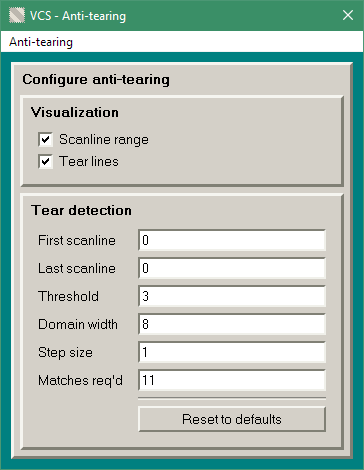 VCS - Anti-tearing
Anti-tearing
Configure anti-tearing
Visualization
Scanline range
Tear lines
Tear detection
First scanline 0
Last scanline 0
Threshold 3
Domain width 8
Step size 1
Matches req'd 11
Reset to defaults